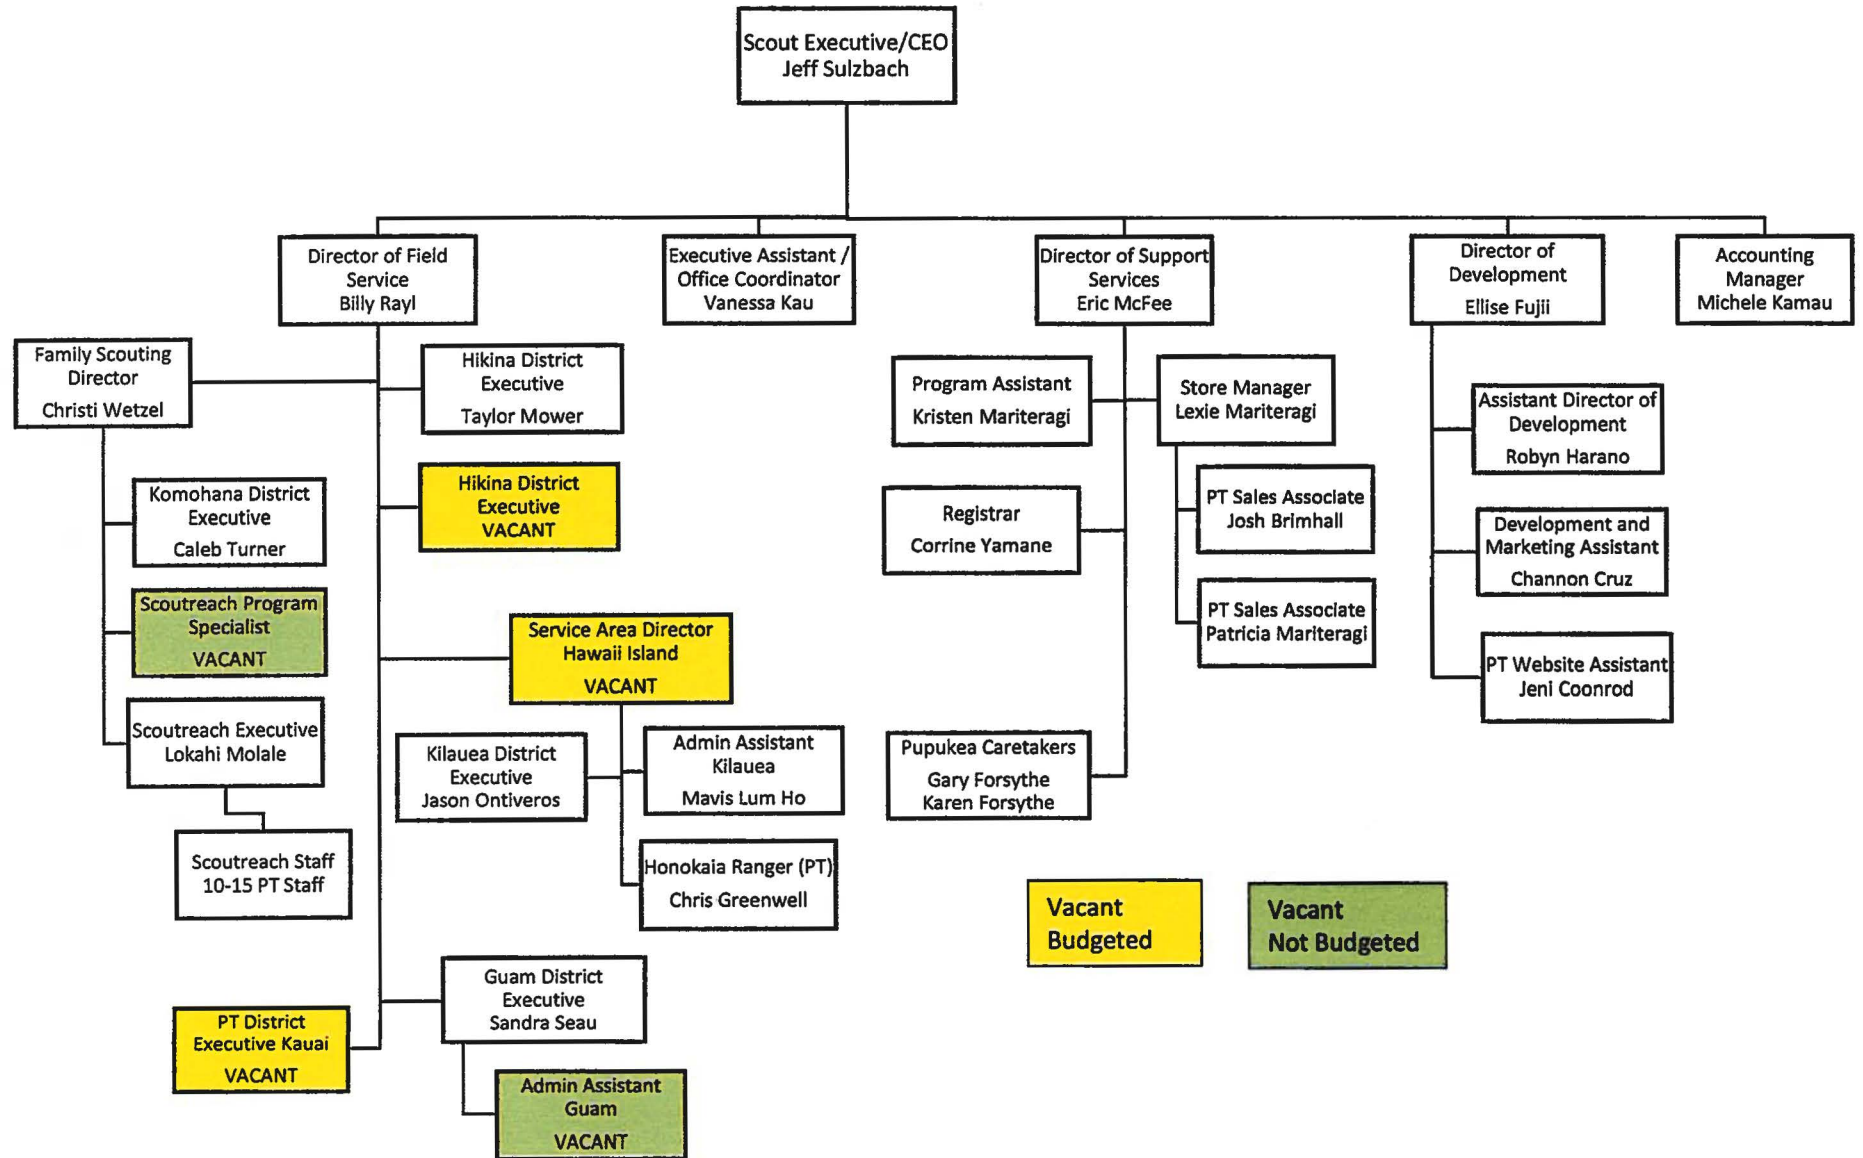 Scout Executive/CEO
Jeff Sulzbach
Director of Field
Service
Billy Rayl
Executive Assistant /
Office Coordinator
Vanessa Kau
Director of Support
Services
Eric McFee
Director of
Development
Ellise Fujii
Accounting
Manager
Michele Kamau
Family Scouting
Director
Christi Wetzel
Komohana District
Executive
Caleb Turner
Scoutreach Program
Specialist
VACANT
Scoutreach Executive
Lokahi Molale
Scoutreach Staff
10-15 PT Staff
Hikina District
Executive
Taylor Mower
Hikina District
Executive
VACANT
Service Area Director
Hawaii Island
VACANT
Kilauea District
Executive
Jason Ontiveros
Admin Assistant
Kilauea
Mavis Lum Ho
Honokaia Ranger (PT)
Chris Greenwell
Guam District
Executive
Sandra Seau
PT District
Executive Kauai
VACANT
Admin Assistant
Guam
VACANT
Program Assistant
Kristen Mariteragi
Store Manager
Lexie Mariteragi
Registrar
Corrine Yamane
PT Sales Associate
Josh Brimhall
PT Sales Associate
Patricia Mariteragi
Pupukea Caretakers
Gary Forsythe
Karen Forsythe
Assistant Director of
Development
Robyn Harano
Development and
Marketing Assistant
Channon Cruz
PT Website Assistant
Jeni Coonrod
Vacant
Budgeted
Vacant
Not Budgeted